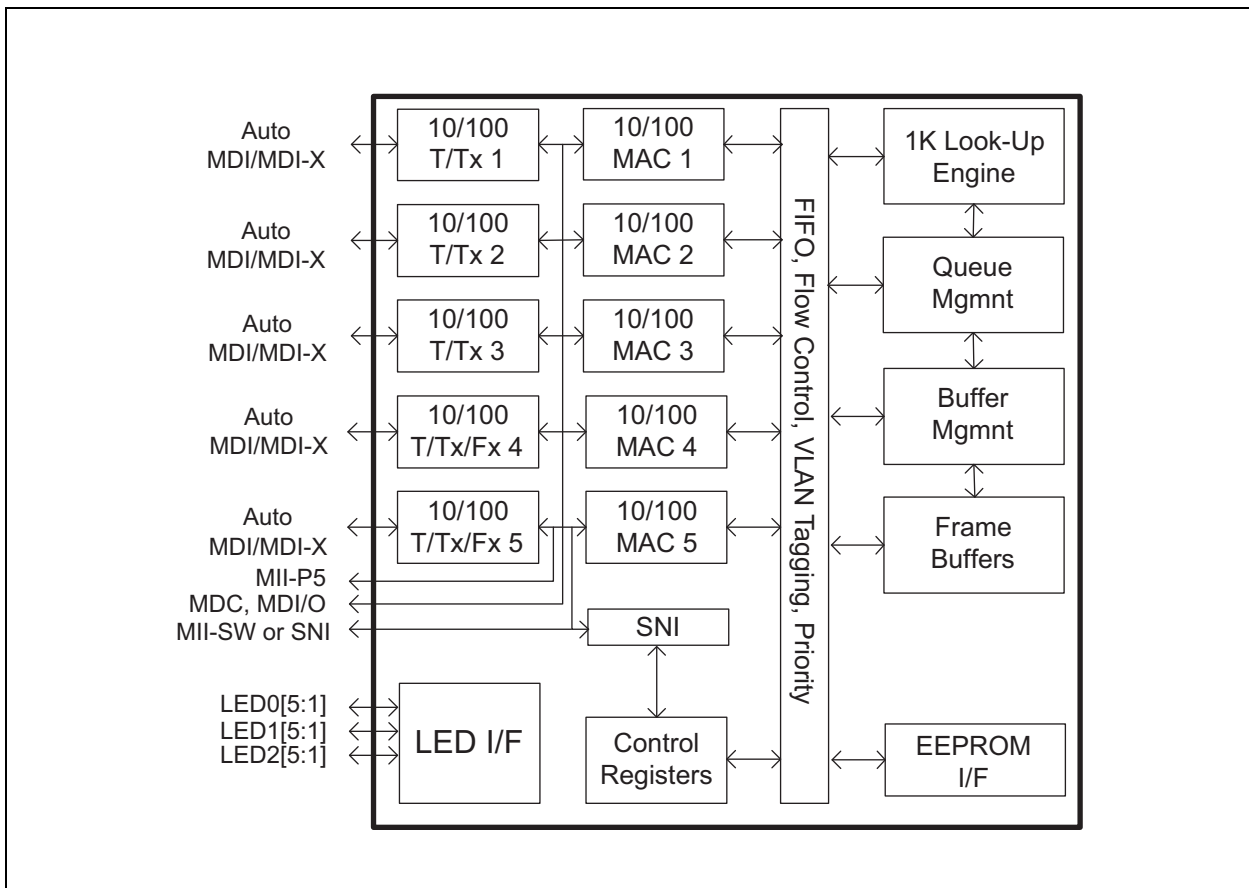 Auto
MDI/MDI-X
10/100
T/Tx 1
10/100
MAC 1
1K Look-Up
Engine
Auto
MDI/MDI-X
10/100
T/Tx 2
10/100
MAC 2
Queue
Mgmnt
Auto
MDI/MDI-X
10/100
T/Tx 3
10/100
MAC 3
Auto
MDI/MDI-X
10/100
T/Tx/Fx 4
10/100
MAC 4
Buffer
Mgmnt
Auto
MDI/MDI-X
10/100
T/Tx/Fx 5
10/100
MAC 5
Frame
Buffers
FIFO, Flow Control, VLAN Tagging, Priority
MII-P5
MDC, MDI/O
MII-SW or SNI
SNI
LED0[5:1]
LED1[5:1]
LED2[5:1]
LED I/F
Control
Registers
EEPROM
I/F